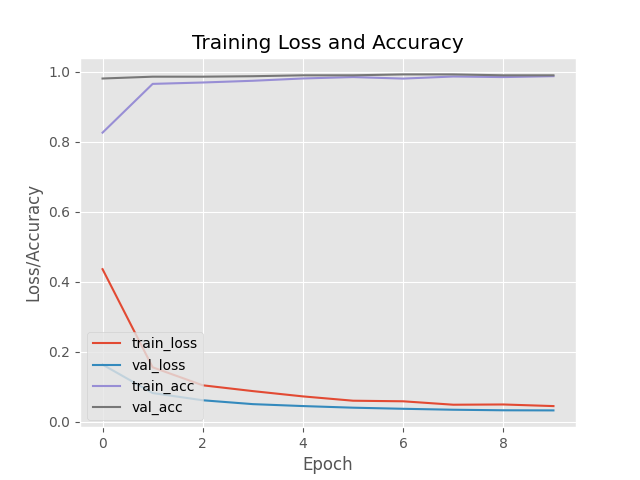 Training Loss and Accuracy
1.0
0.8
0.6
0.4
0.2
0.0
Loss/Accuracy
train_loss
val_loss
train_acc
val_acc
0 2 4 6 8
Epoch